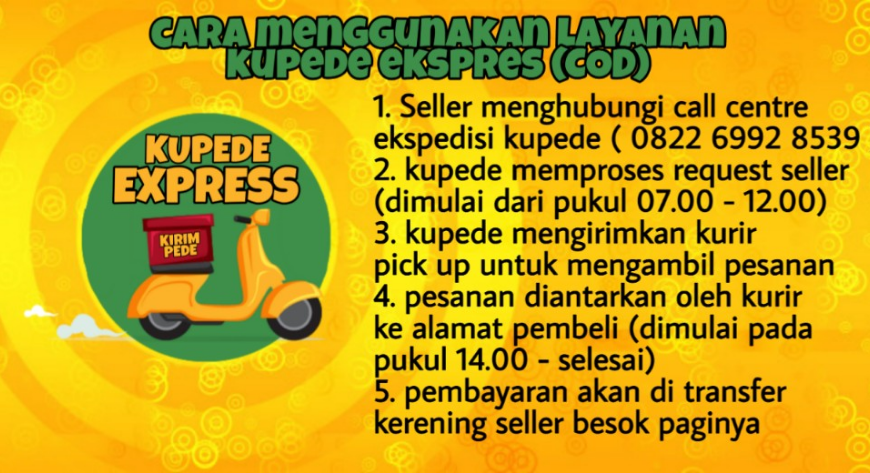 CARA MENGGUNAKAN LAYANAN
KUPEDE EKSPRES (COD)
KUPEDE
EXPRESS
KIRIM
PEDE
1. Seller menghubungi call centre
ekspedisi kupede ( 0822 6992 8539
2. kupede memproses request seller
(dimulai dari pukul 07.00 - 12.00)
3. kupede mengirimkan kurir
pick up untuk mengambil pesanan
4. pesanan diantarkan oleh kurir
ke alamat pembeli (dimulai pada
pukul 14.00 - selesai)
5. pembayaran akan di transfer
kerening seller besok paginya